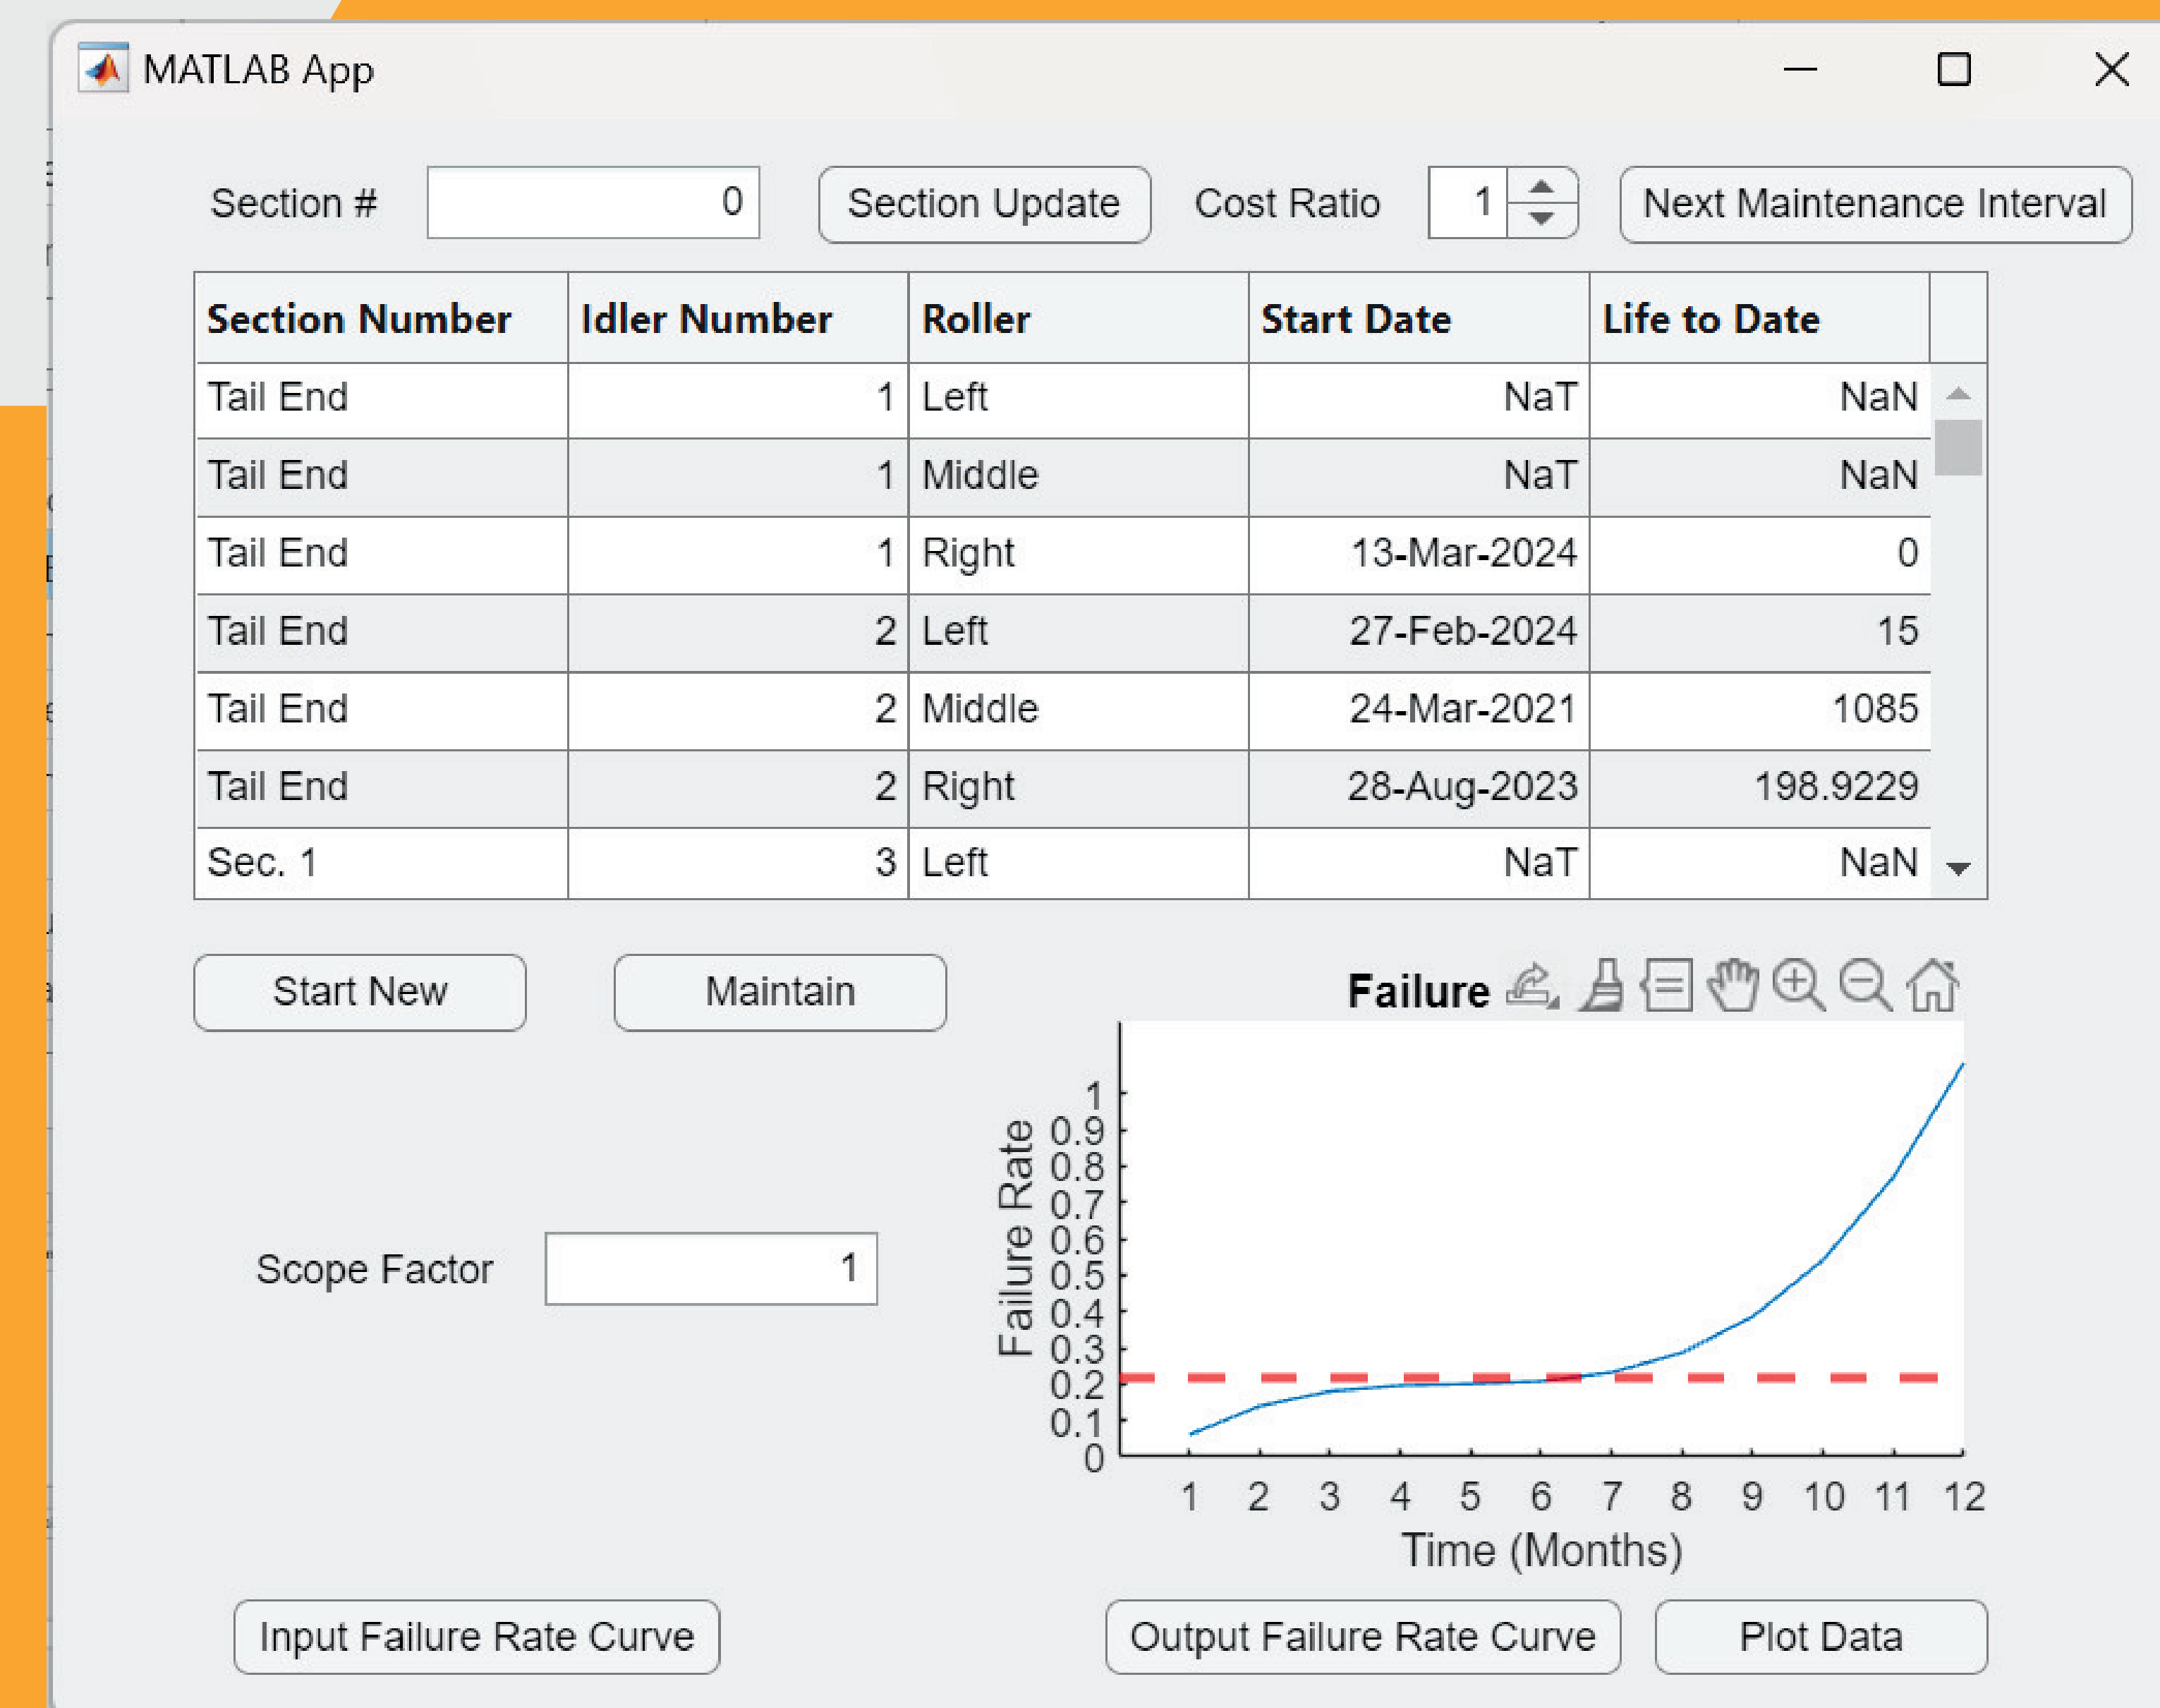 MATLAB App
Section # 0 Section Update Cost Ratio 1 Next Maintenance Interval
Section Number Idler Number Roller Start Date Life to Date
Tail End 1 Left NaT NaN
Tail End 1 Middle NaT NaN
Tail End 1 Right 13-Mar-2024 0
Tail End 2 Left 27-Feb-2024 15
Tail End 2 Middle 24-Mar-2021 1085
Tail End 2 Right 28-Aug-2023 198.9229
Sec. 1 3 Left NaT NaN
Start New Maintain
Failure
Scope Factor 1
Failure Rate
1
0.9
0.8
0.7
0.6
0.5
0.4
0.3
0.2
0.1
0
1 2 3 4 5 6 7 8 9 10 11 12
Time (Months)
Input Failure Rate Curve Output Failure Rate Curve Plot Data